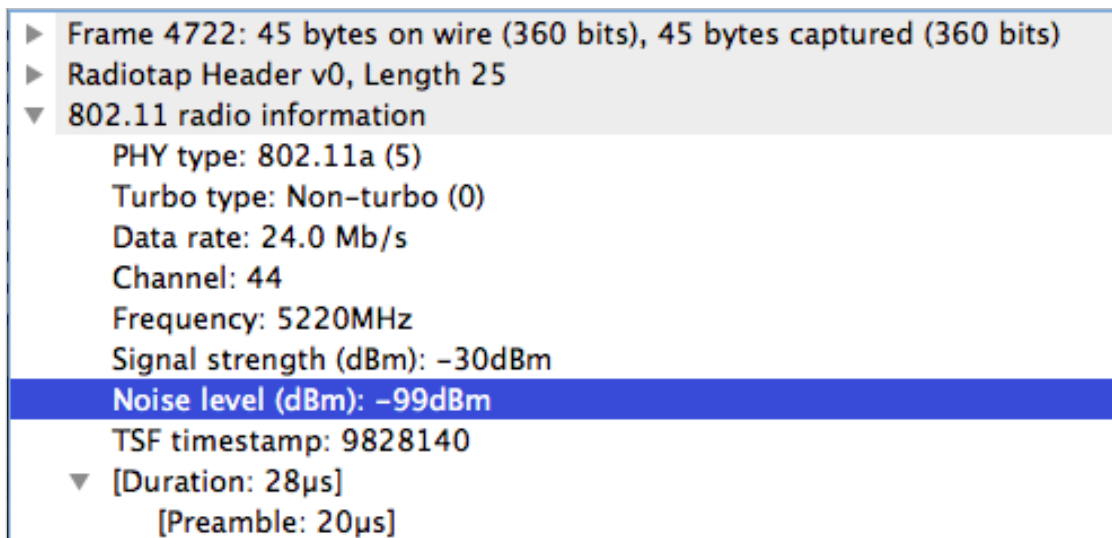 Frame 4722: 45 bytes on wire (360 bits), 45 bytes captured (360 bits)
Radiotap Header v0, Length 25
802.11 radio information
PHY type: 802.11a (5)
Turbo type: Non-turbo (0)
Data rate: 24.0 Mb/s
Channel: 44
Frequency: 5220MHz
Signal strength (dBm): -30dBm
Noise level (dBm): -99dBm
TSF timestamp: 9828140
[Duration: 28µs]
[Preamble: 20µs]